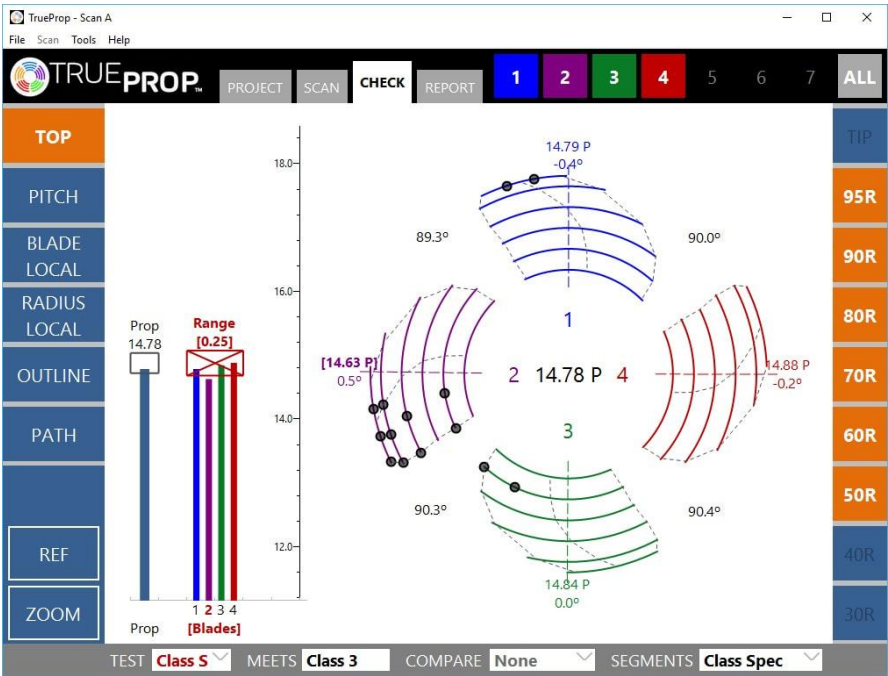 TrueProp - Scan A
File Scan Tools Help
TRUEPROP™ PROJECT SCAN CHECK REPORT 1 2 3 4 5 6 7 ALL
TOP
PITCH
BLADE
LOCAL
RADIUS
LOCAL
OUTLINE
PATH
REF
ZOOM
18.0
16.0
14.0
12.0
Prop
14.78
Range
[0.25]
1 2 3 4
Prop [Blades]
14.79 P
-0.4°
89.3°
90.0°
1
[14.63 P]
0.5°
2 14.78 P 4
14.88 P
-0.2°
3
90.3°
90.4°
14.84 P
0.0°
TIP
95R
90R
80R
70R
60R
50R
40R
30R
TEST Class S MEETS Class 3 COMPARE None SEGMENTS Class Spec